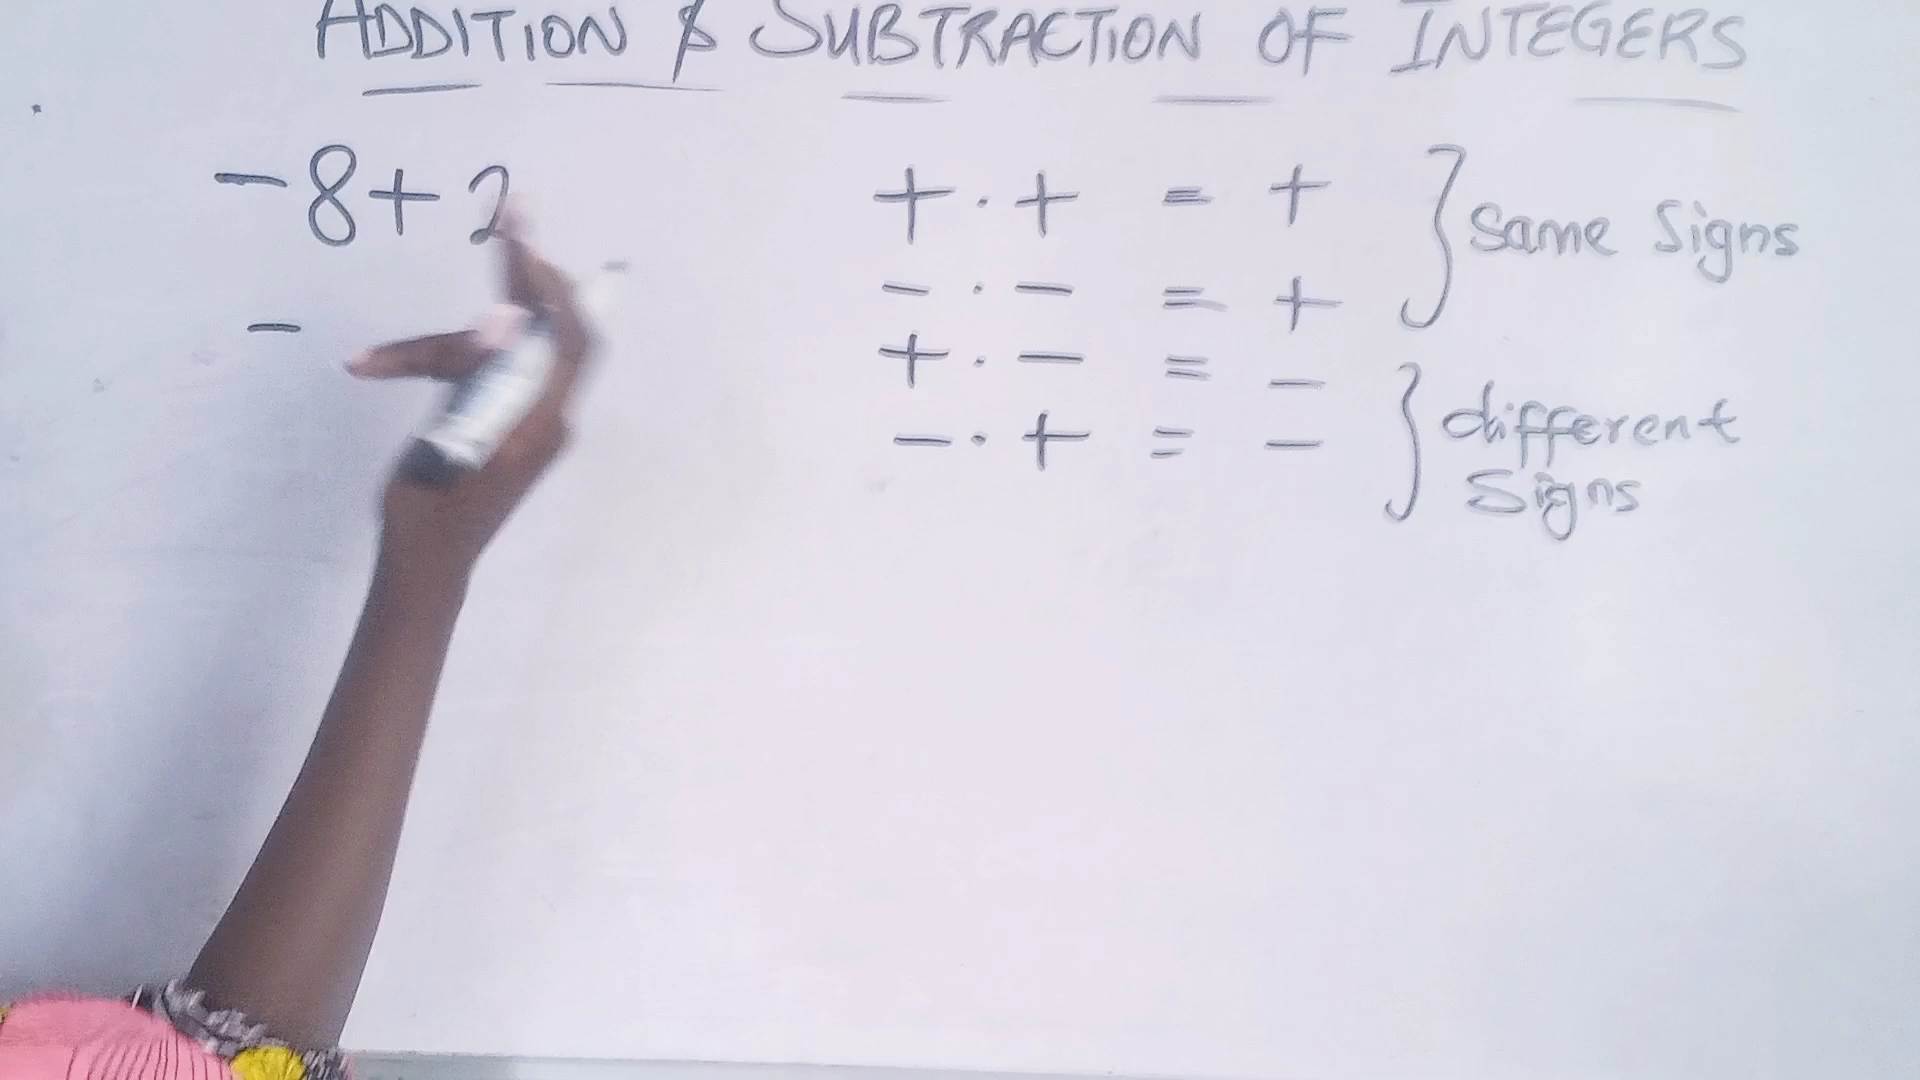 ADDITION & SUBTRACTION OF INTEGERS
-8+2
-
+ . + = +
- . - = +
} Same Signs
+ . - = -
- . + = -
} different
Signs